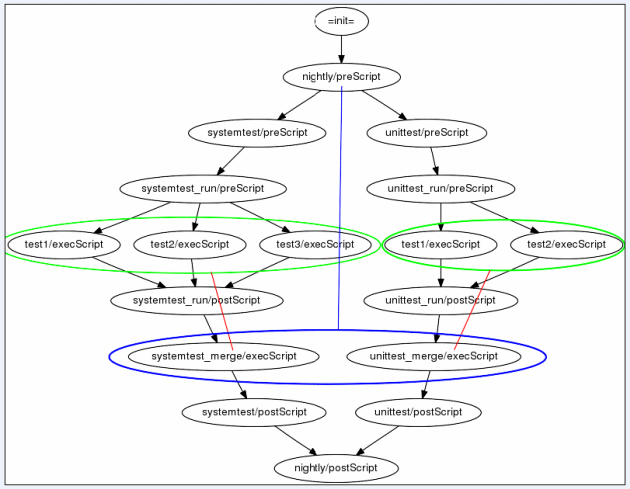 =init=
nightly/preScript
systemtest/preScript
unittest/preScript
systemtest_run/preScript
unittest_run/preScript
test1/execScript
test2/execScript
test3/execScript
test1/execScript
test2/execScript
systemtest_run/postScript
unittest_run/postScript
systemtest_merge/execScript
unittest_merge/execScript
systemtest/postScript
unittest/postScript
nightly/postScript